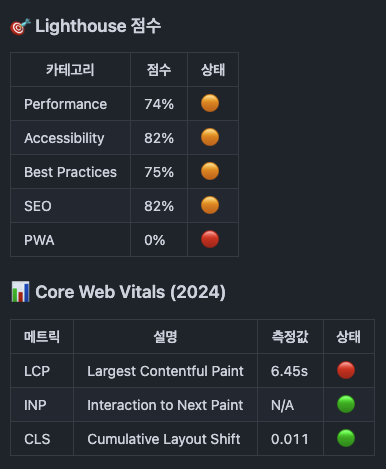 🎯 Lighthouse 점수
카테고리 점수 상태
Performance 74% 🟠
Accessibility 82% 🟠
Best Practices 75% 🟠
SEO 82% 🟠
PWA 0% 🔴
📊 Core Web Vitals (2024)
메트릭 설명 측정값 상태
LCP Largest Contentful Paint 6.45s 🔴
INP Interaction to Next Paint N/A 🟢
CLS Cumulative Layout Shift 0.011 🟢